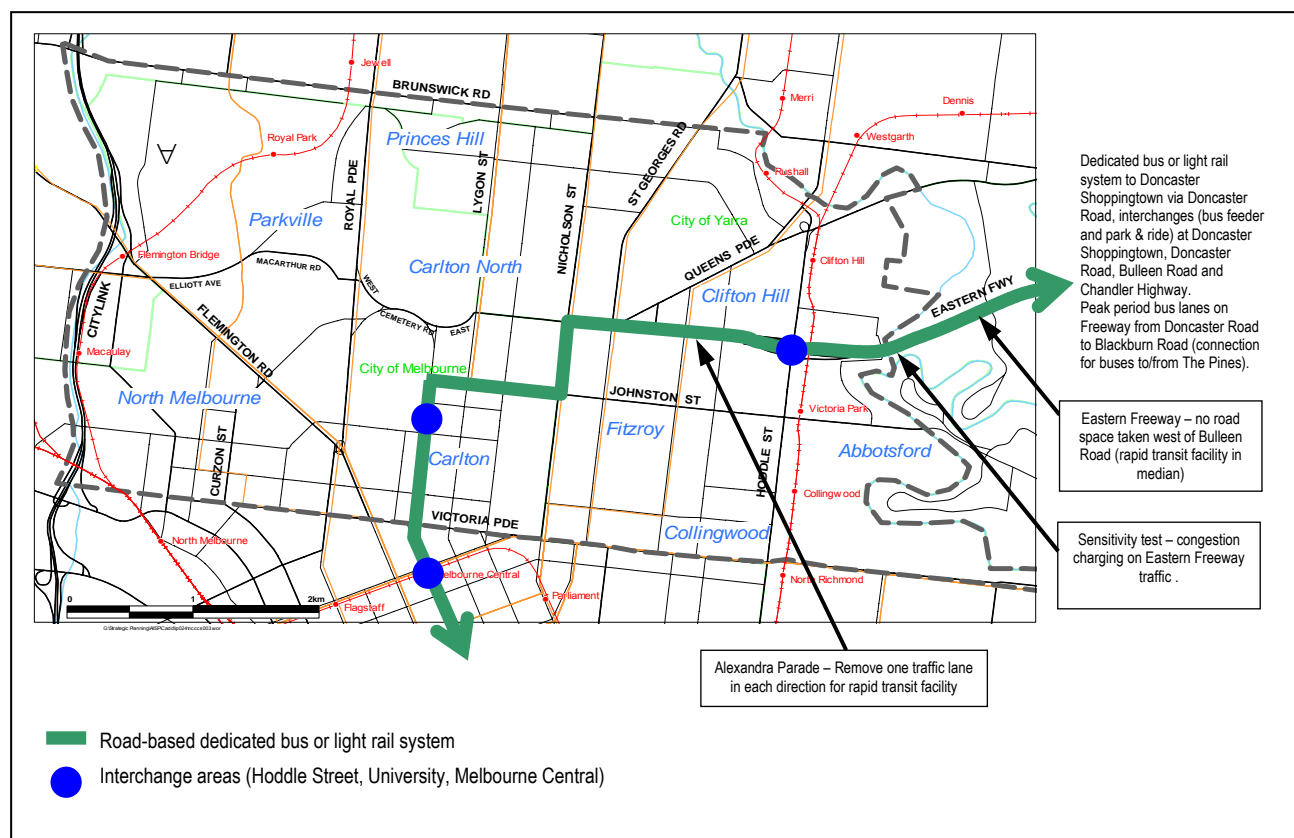 Jewell
BRUNSWICK RD
Merri
Dennis
Westgarth
Royal Park
Princes Hill
ROYAL PDE
LYGON ST
NICHOLSON ST
ST GEORGES RD
Rushall
Parkville
City of Yarra
Flemington Bridge
MACARTHUR RD
ELLIOTT AVE
WEST
CEMETERY RD
EAST
Carlton North
QUEENS PDE
Clifton Hill
Clifton Hill
EASTERN FWY
CITYLINK
FLEMINGTON RD
Macaulay
City of Melbourne
North Melbourne
JOHNSTON ST
Victoria Park
CURZON ST
Carlton
Fitzroy
HODDLE ST
Abbotsford
Collingwood
VICTORIA PDE
Collingwood
North Melbourne
Melbourne Central
North Richmond
Flagstaff
Parliament
0
1
2km
Dedicated bus or light rail
system to Doncaster
Shoppingtown via Doncaster
Road, interchanges (bus feeder
and park & ride) at Doncaster
Shoppingtown, Doncaster
Road, Bulleen Road and
Chandler Highway.
Peak period bus lanes on
Freeway from Doncaster Road
to Blackburn Road (connection
for buses to/from The Pines).
Eastern Freeway – no road
space taken west of Bulleen
Road (rapid transit facility in
median)
Sensitivity test – congestion
charging on Eastern Freeway
traffic .
Alexandra Parade – Remove one traffic lane
in each direction for rapid transit facility
Road-based dedicated bus or light rail system
Interchange areas (Hoddle Street, University, Melbourne Central)